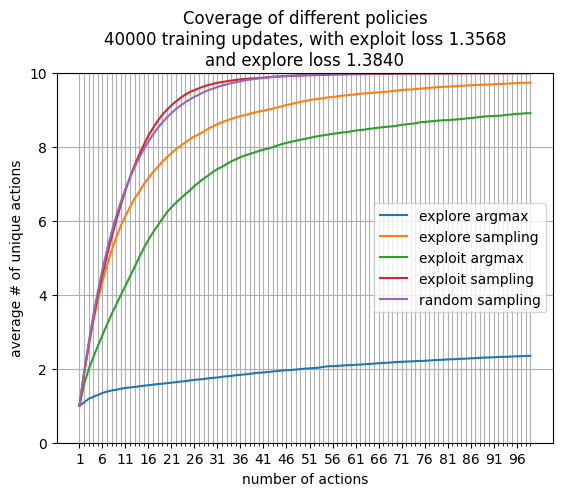 Coverage of different policies
40000 training updates, with exploit loss 1.3568
and explore loss 1.3840
10
8
6
4
2
0
average # of unique actions
explore argmax
explore sampling
exploit argmax
exploit sampling
random sampling
1 6 11 16 21 26 31 36 41 46 51 56 61 66 71 76 81 86 91 96
number of actions